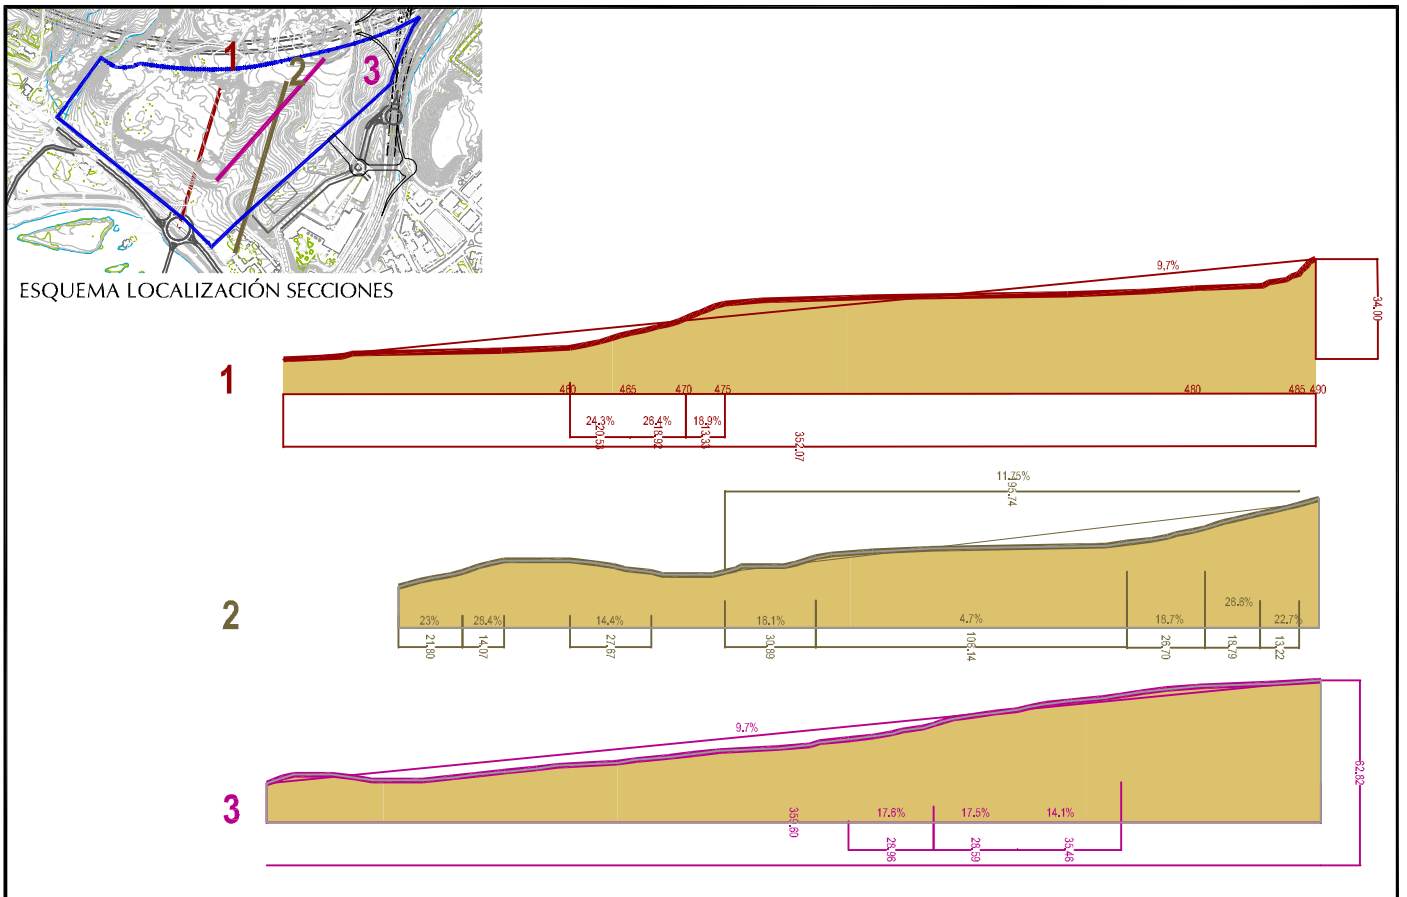 1
2
3
ESQUEMA LOCALIZACIÓN SECCIONES
9,7%
34.00
1
460 465 470 475 480 485 490
24.3% 26.4% 18.9%
20.53 18.92 13.33
352.07
11.75%
195.74
2
23% 28.4% 14.4% 16.1% 4.7% 18.7% 26.6% 22.7%
21.80 14.07 27.67 30.89 106.14 26.70 18.79 13.22
9.7%
62.82
3
17.6% 17.5% 14.1%
359.60
28.96 28.59 35.46